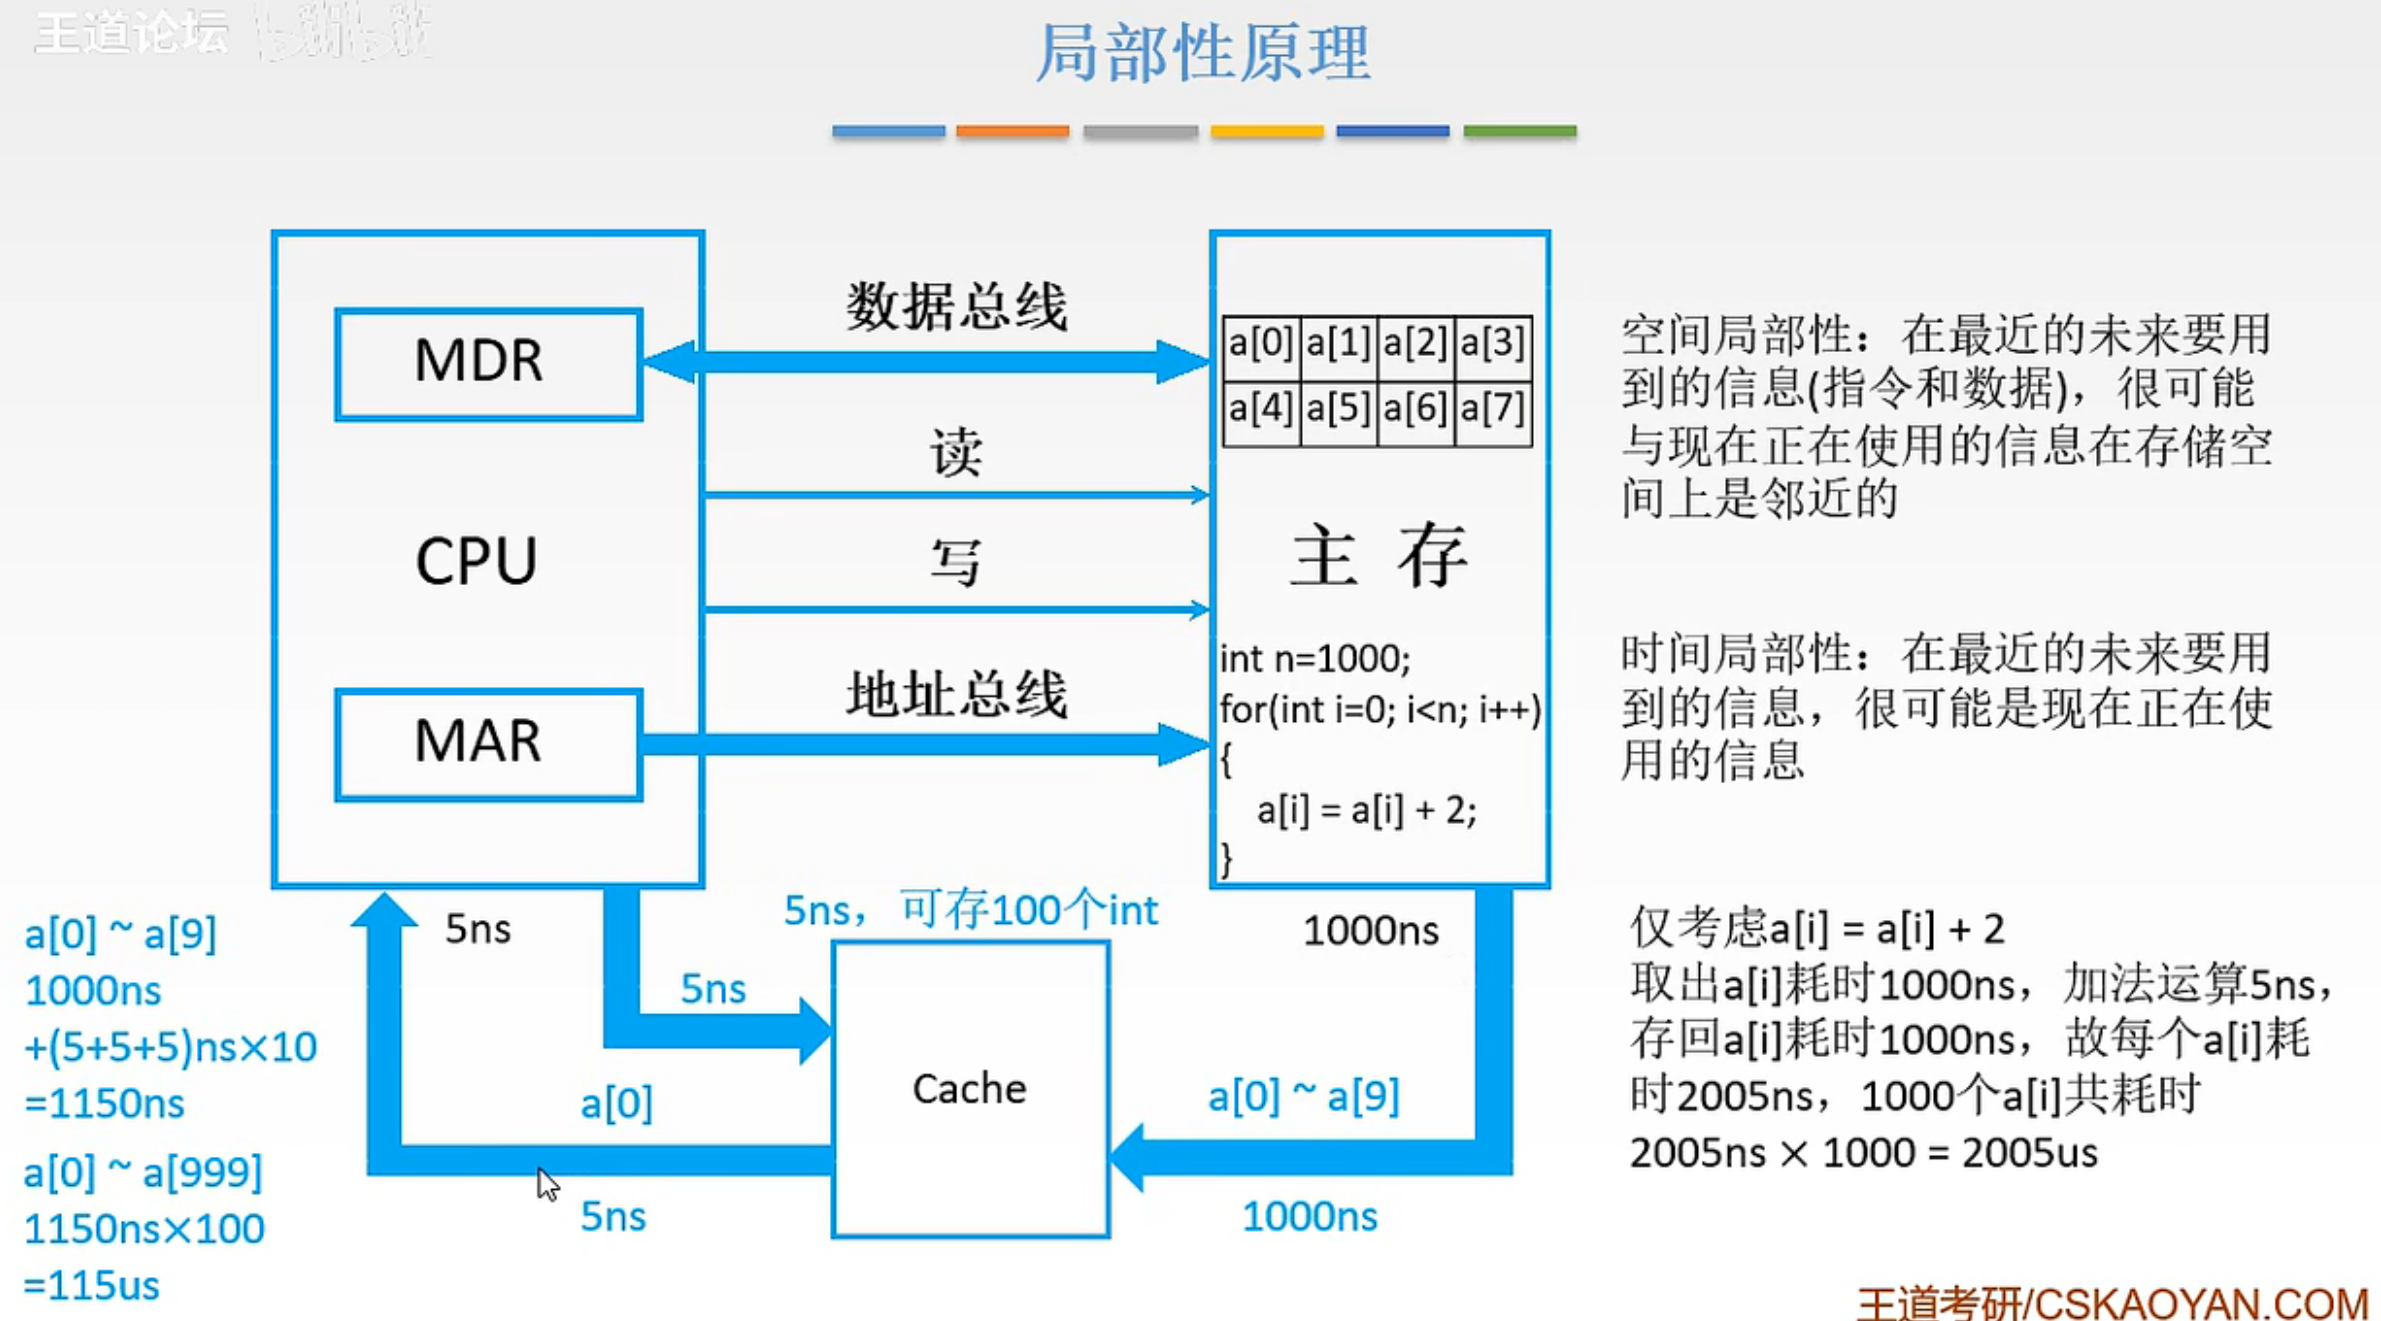 王道论坛
局部性原理
数据总线
MDR
a[0] a[1] a[2] a[3]
a[4] a[5] a[6] a[7]
读
CPU
写
主 存
地址总线
MAR
int n=1000;
for(int i=0; i<n; i++)
{
a[i] = a[i] + 2;
}
空间局部性：在最近的未来要用
到的信息(指令和数据)，很可能
与现在正在使用的信息在存储空
间上是邻近的
时间局部性：在最近的未来要用
到的信息，很可能是现在正在使
用的信息
a[0] ~ a[9]
1000ns
+(5+5+5)ns×10
=1150ns
a[0] ~ a[999]
1150ns×100
=115us
5ns
5ns，可存100个int
5ns
Cache
a[0]
5ns
1000ns
a[0] ~ a[9]
1000ns
仅考虑a[i] = a[i] + 2
取出a[i]耗时1000ns，加法运算5ns，
存回a[i]耗时1000ns，故每个a[i]耗
时2005ns，1000个a[i]共耗时
2005ns × 1000 = 2005us
王道考研/CSKAOYAN.COM